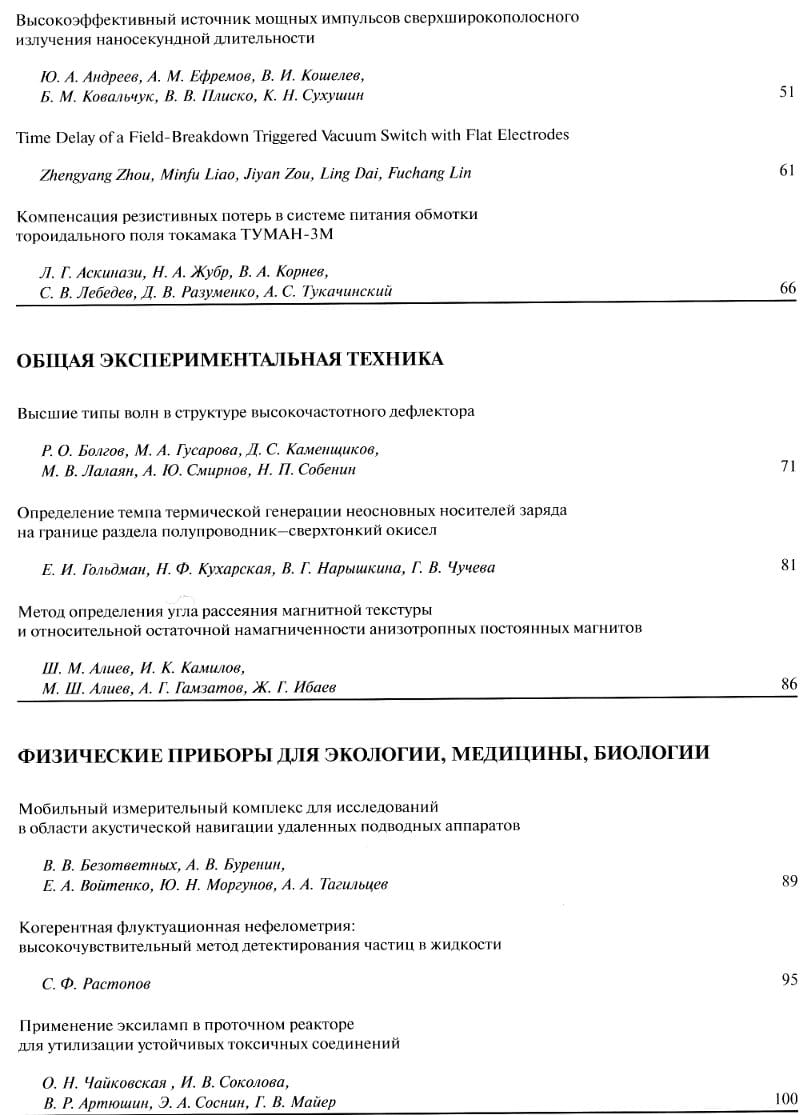 Высокоэффективный источник мощных импульсов сверхширокополосного
излучения наносекундной длительности
Ю. А. Андреев, А. М. Ефремов, В. И. Кошелев,
Б. М. Ковальчук, В. В. Плиско, К. Н. Сухушин 51
Time Delay of a Field-Breakdown Triggered Vacuum Switch with Flat Electrodes
Zhengyang Zhou, Minfu Liao, Jiyan Zou, Ling Dai, Fuchang Lin 61
Компенсация резистивных потерь в системе питания обмотки
тороидального поля токамака ТУМАН-3М
Л. Г. Аскинази, Н. А. Жубр, В. А. Корнев,
С. В. Лебедев, Д. В. Разуменко, А. С. Тукачинский 66
ОБЩАЯ ЭКСПЕРИМЕНТАЛЬНАЯ ТЕХНИКА
Высшие типы волн в структуре высокочастотного дефлектора
Р. О. Болгов, М. А. Гусарова, Д. С. Каменщиков,
М. В. Лалаян, А. Ю. Смирнов, Н. П. Собенин 71
Определение темпа термической генерации неосновных носителей заряда
на границе раздела полупроводник–сверхтонкий окисел
Е. И. Гольдман, Н. Ф. Кухарская, В. Г. Нарышкина, Г. В. Чучева 81
Метод определения угла рассеяния магнитной текстуры
и относительной остаточной намагниченности анизотропных постоянных магнитов
Ш. М. Алиев, И. К. Камилов,
М. Ш. Алиев, А. Г. Гамзатов, Ж. Г. Ибаев 86
ФИЗИЧЕСКИЕ ПРИБОРЫ ДЛЯ ЭКОЛОГИИ, МЕДИЦИНЫ, БИОЛОГИИ
Мобильный измерительный комплекс для исследований
в области акустической навигации удаленных подводных аппаратов
В. В. Безответных, А. В. Буренин,
Е. А. Войтенко, Ю. Н. Моргунов, А. А. Тагильцев 89
Когерентная флуктуационная нефелометрия:
высокочувствительный метод детектирования частиц в жидкости
С. Ф. Растопов 95
Применение эксиламп в проточном реакторе
для утилизации устойчивых токсичных соединений
О. Н. Чайковская , И. В. Соколова,
В. Р. Артюшин, Э. А. Соснин, Г. В. Майер 100